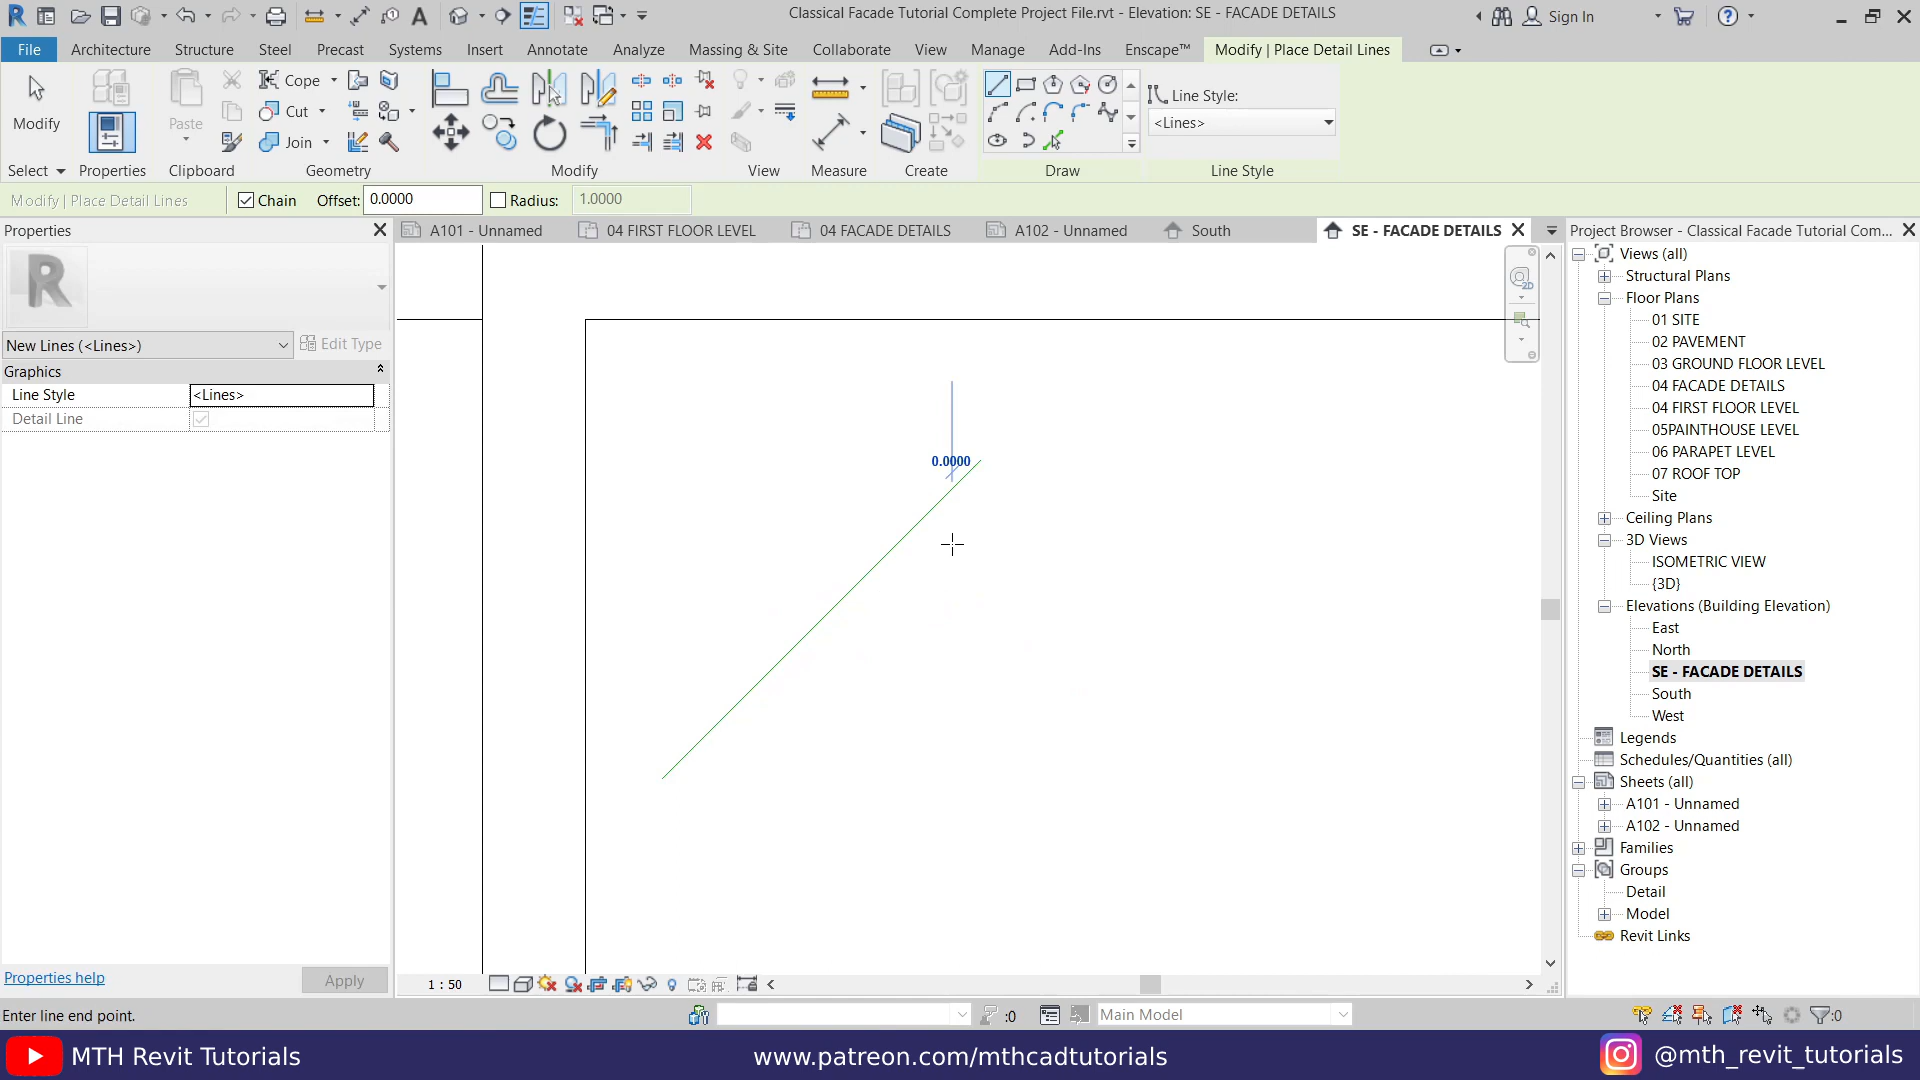 Classical Facade Tutorial Complete Project File.rvt - Elevation: SE - FACADE DETAILS
Sign In
File
Architecture
Structure
Steel
Precast
Systems
Insert
Annotate
Analyze
Massing & Site
Collaborate
View
Manage
Add-Ins
Enscape™
Modify | Place Detail Lines
Modify
Paste
Cope
Cut
Join
Line Style:
<Lines>
Select
Properties
Clipboard
Geometry
Modify
View
Measure
Create
Draw
Line Style
Modify | Place Detail Lines
Chain
Offset:
0.0000
Radius:
1.0000
Properties
A101 - Unnamed
04 FIRST FLOOR LEVEL
04 FACADE DETAILS
A102 - Unnamed
South
SE - FACADE DETAILS
Project Browser - Classical Facade Tutorial Com...
R
New Lines (<Lines>)
Edit Type
Graphics
Line Style
<Lines>
Detail Line
2D
0.0000
Views (all)
Structural Plans
Floor Plans
01 SITE
02 PAVEMENT
03 GROUND FLOOR LEVEL
04 FACADE DETAILS
04 FIRST FLOOR LEVEL
05PAINTHOUSE LEVEL
06 PARAPET LEVEL
07 ROOF TOP
Site
Ceiling Plans
3D Views
ISOMETRIC VIEW
{3D}
Elevations (Building Elevation)
East
North
SE - FACADE DETAILS
South
West
Legends
Schedules/Quantities (all)
Sheets (all)
A101 - Unnamed
A102 - Unnamed
Families
Groups
Detail
Model
Revit Links
Properties help
Apply
1 : 50
Enter line end point.
:0
Main Model
:0
MTH Revit Tutorials
www.patreon.com/mthcadtutorials
@mth_revit_tutorials